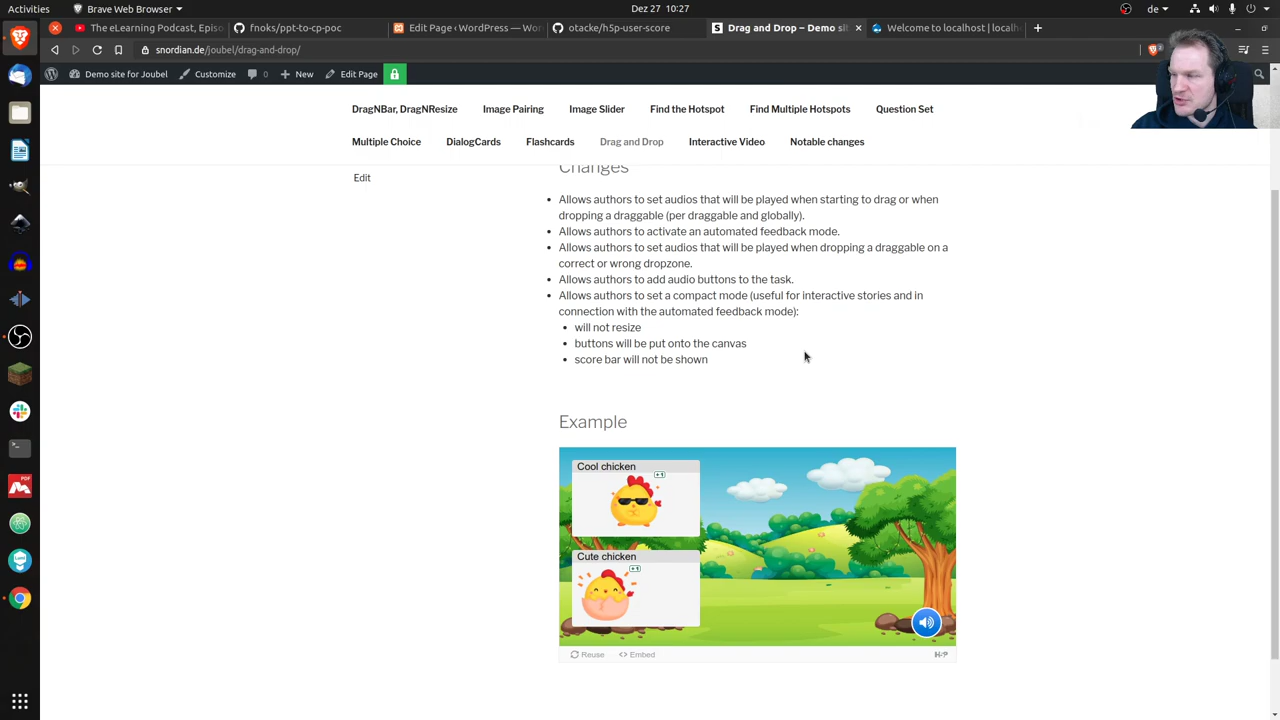 Activities
Brave Web Browser
Dez 27 10:27
de
The eLearning Podcast, Episo
fnoks/ppt-to-cp-poc
Edit Page ‹ WordPress — Wor
otacke/h5p-user-score
Drag and Drop – Demo sit
Welcome to localhost | local
snordian.de/joubel/drag-and-drop/
2
Demo site for Joubel
Customize
0
New
Edit Page
DragNBar, DragNResize
Image Pairing
Image Slider
Find the Hotspot
Find Multiple Hotspots
Question Set
Multiple Choice
DialogCards
Flashcards
Drag and Drop
Interactive Video
Notable changes
Edit
Changes
Allows authors to set audios that will be played when starting to drag or when
dropping a draggable (per draggable and globally).
Allows authors to activate an automated feedback mode.
Allows authors to set audios that will be played when dropping a draggable on a
correct or wrong dropzone.
Allows authors to add audio buttons to the task.
Allows authors to set a compact mode (useful for interactive stories and in
connection with the automated feedback mode):
will not resize
buttons will be put onto the canvas
score bar will not be shown
Example
Cool chicken
+1
Cute chicken
+1
Reuse
Embed
H-P